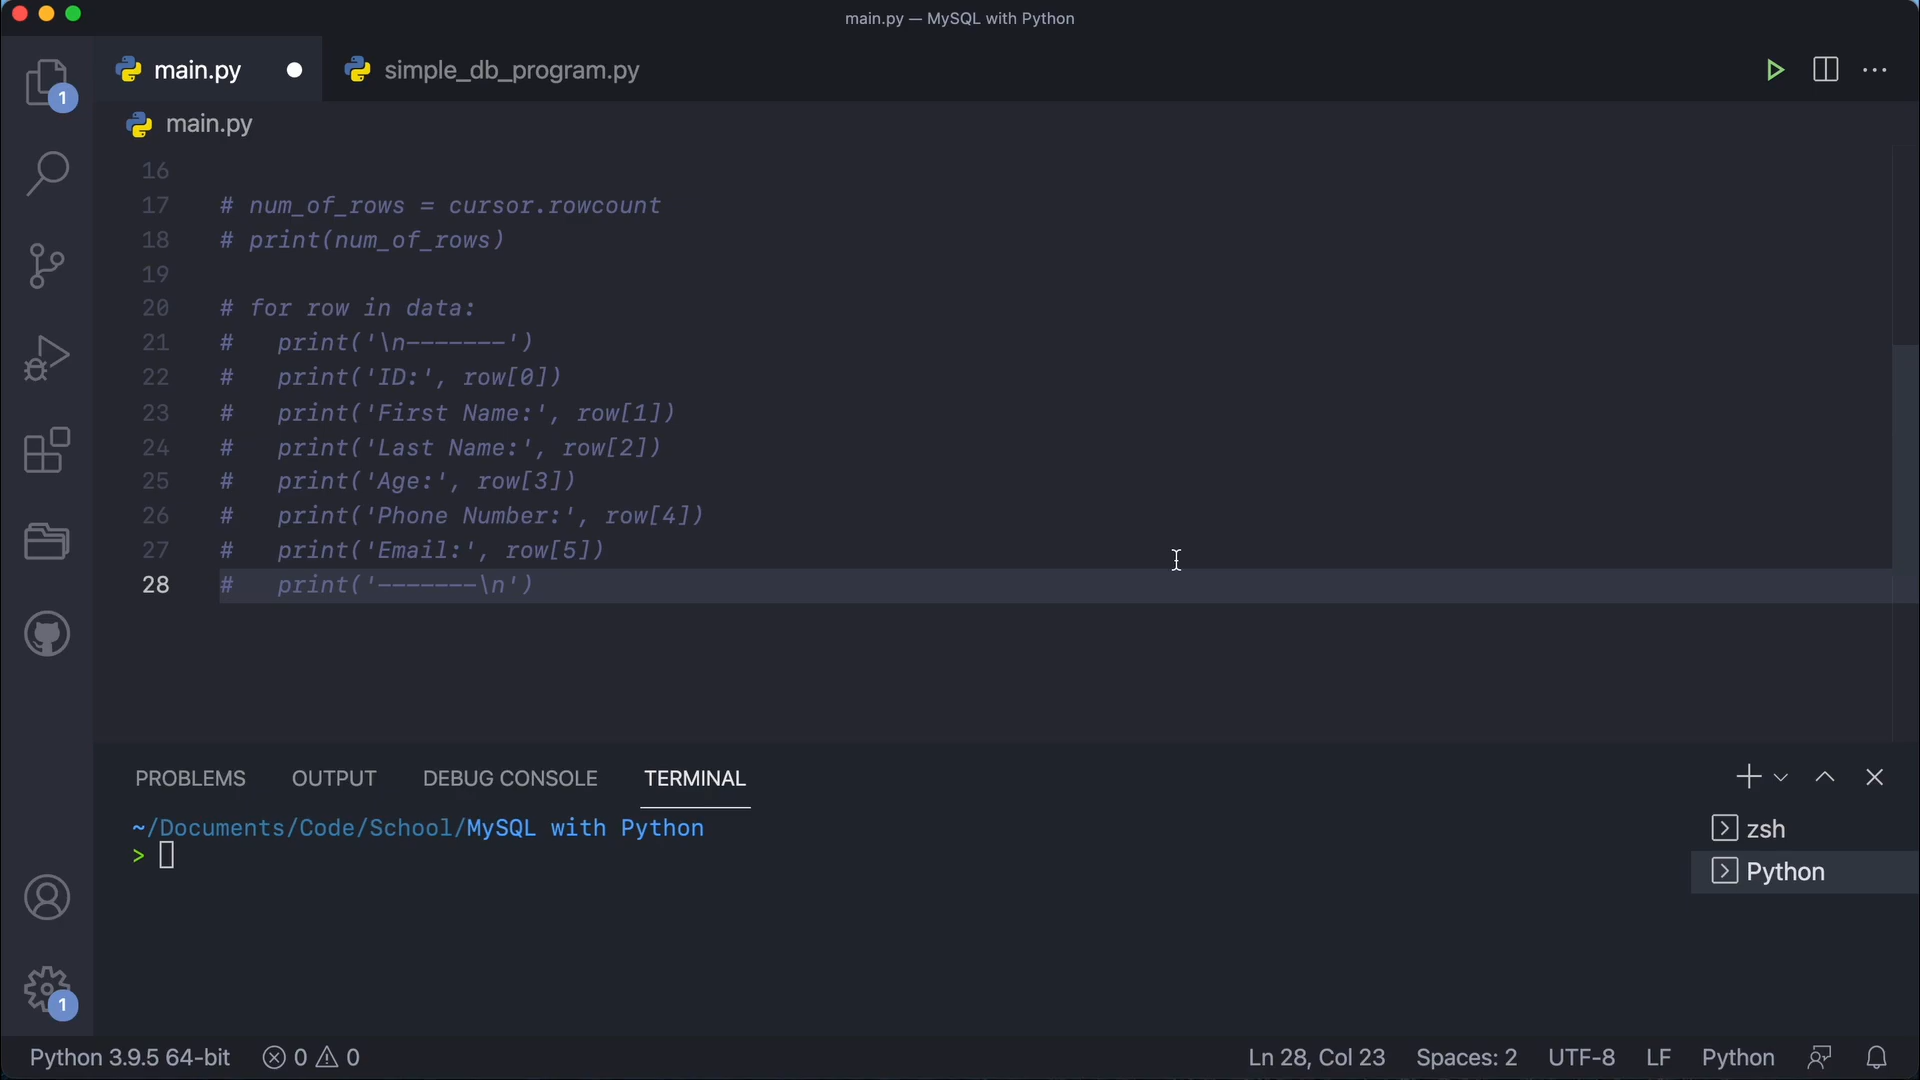 main.py — MySQL with Python
main.py
simple_db_program.py
1
main.py
16
17 # num_of_rows = cursor.rowcount
18 # print(num_of_rows)
19
20 # for row in data:
21 #   print('\n-------')
22 #   print('ID:', row[0])
23 #   print('First Name:', row[1])
24 #   print('Last Name:', row[2])
25 #   print('Age:', row[3])
26 #   print('Phone Number:', row[4])
27 #   print('Email:', row[5])
28 #   print('-------\n')
PROBLEMS OUTPUT DEBUG CONSOLE TERMINAL
~/Documents/Code/School/MySQL with Python
>
zsh
Python
1
Python 3.9.5 64-bit 0 0 Ln 28, Col 23 Spaces: 2 UTF-8 LF Python